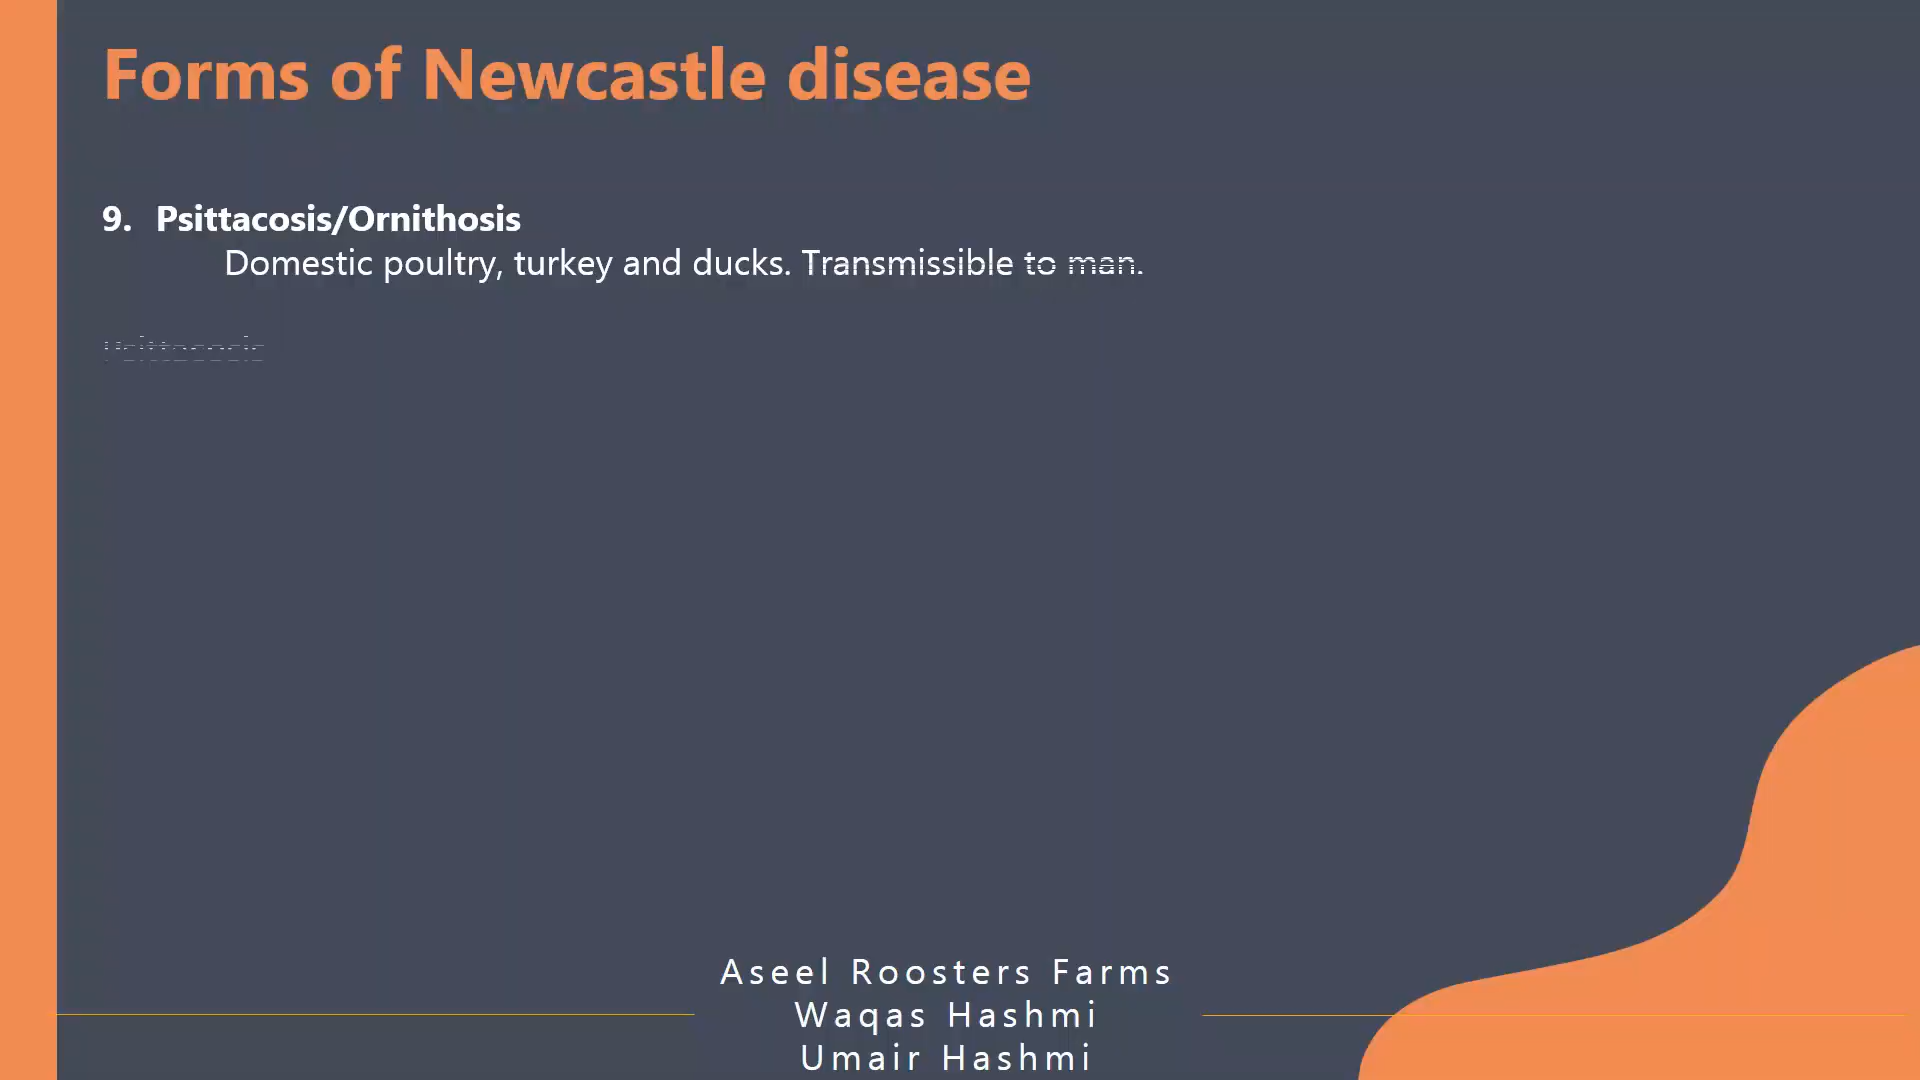 Forms of Newcastle disease
9. Psittacosis/Ornithosis
Domestic poultry, turkey and ducks. Transmissible to man.
Psittacosis
Aseel Roosters Farms
Waqas Hashmi
Umair Hashmi